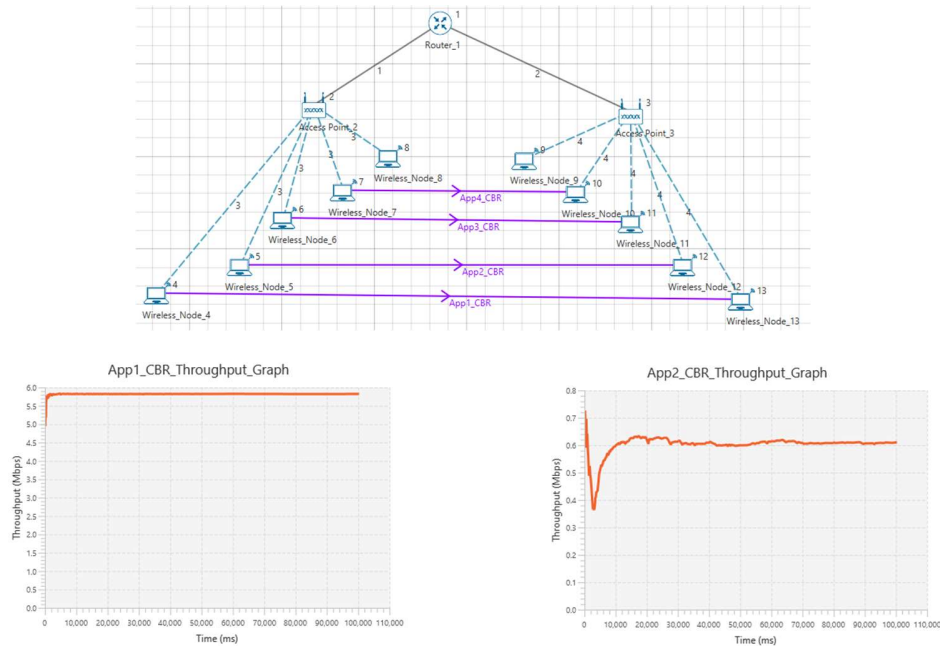 1
Router_1
1
2
2
Access Point_2
3
Access Point_3
3
3
3
3
3
4
4
4
4
4
8
Wireless_Node_8
9
Wireless_Node_9
7
Wireless_Node_7
App4_CBR
10
Wireless_Node_10
6
Wireless_Node_6
App3_CBR
11
Wireless_Node_11
5
Wireless_Node_5
App2_CBR
12
Wireless_Node_12
4
Wireless_Node_4
App1_CBR
13
Wireless_Node_13
App1_CBR_Throughput_Graph
6.0
5.5
5.0
4.5
4.0
3.5
3.0
2.5
2.0
1.5
1.0
0.5
0.0
Throughput (Mbps)
0 10,000 20,000 30,000 40,000 50,000 60,000 70,000 80,000 90,000 100,000 110,000
Time (ms)
App2_CBR_Throughput_Graph
0.8
0.7
0.6
0.5
0.4
0.3
0.2
0.1
0.0
Throughput (Mbps)
0 10,000 20,000 30,000 40,000 50,000 60,000 70,000 80,000 90,000 100,000 110,000
Time (ms)